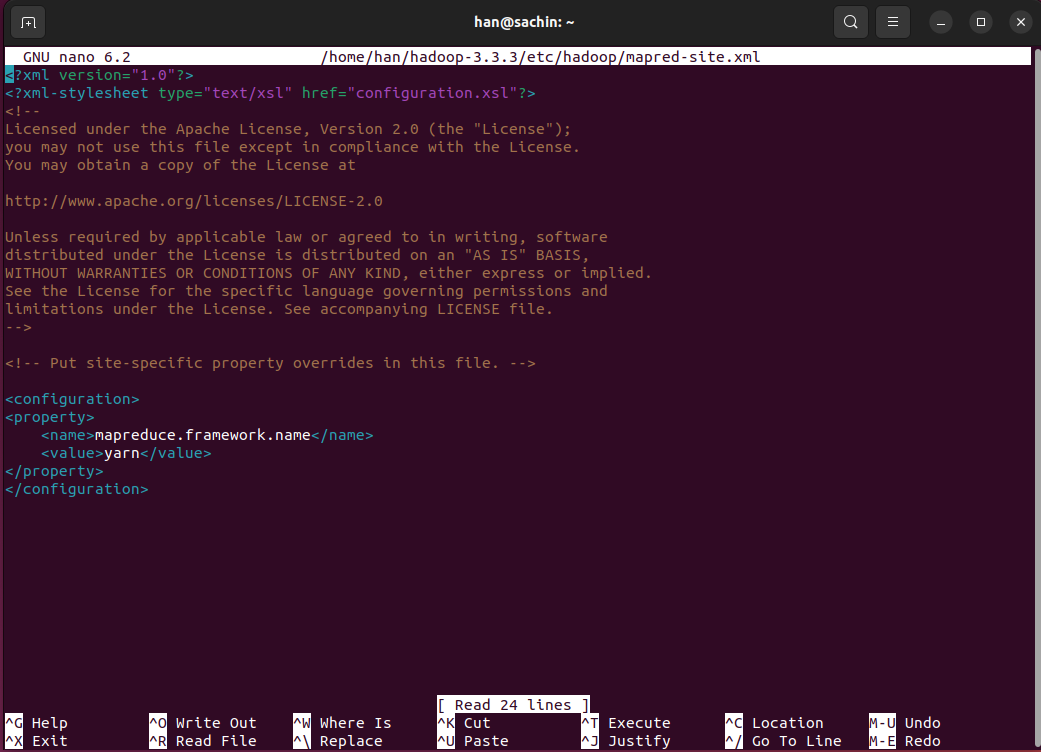 han@sachin: ~
GNU nano 6.2 /home/han/hadoop-3.3.3/etc/hadoop/mapred-site.xml
<?xml version="1.0"?>
<?xml-stylesheet type="text/xsl" href="configuration.xsl"?>
<!--
Licensed under the Apache License, Version 2.0 (the "License");
you may not use this file except in compliance with the License.
You may obtain a copy of the License at
http://www.apache.org/licenses/LICENSE-2.0
Unless required by applicable law or agreed to in writing, software
distributed under the License is distributed on an "AS IS" BASIS,
WITHOUT WARRANTIES OR CONDITIONS OF ANY KIND, either express or implied.
See the License for the specific language governing permissions and
limitations under the License. See accompanying LICENSE file.
-->
<!-- Put site-specific property overrides in this file. -->
<configuration>
<property>
    <name>mapreduce.framework.name</name>
    <value>yarn</value>
</property>
</configuration>
[ Read 24 lines ]
^G Help ^O Write Out ^W Where Is ^K Cut ^T Execute ^C Location M-U Undo
^X Exit ^R Read File ^\ Replace ^U Paste ^J Justify ^/ Go To Line M-E Redo